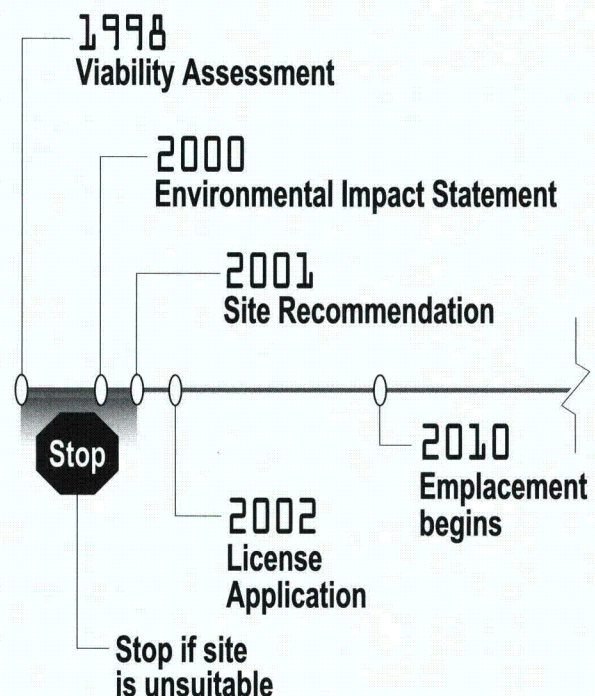 1998
Viability Assessment
2000
Environmental Impact Statement
2001
Site Recommendation
Stop
2010
Emplacement
begins
2002
License
Application
Stop if site
is unsuitable